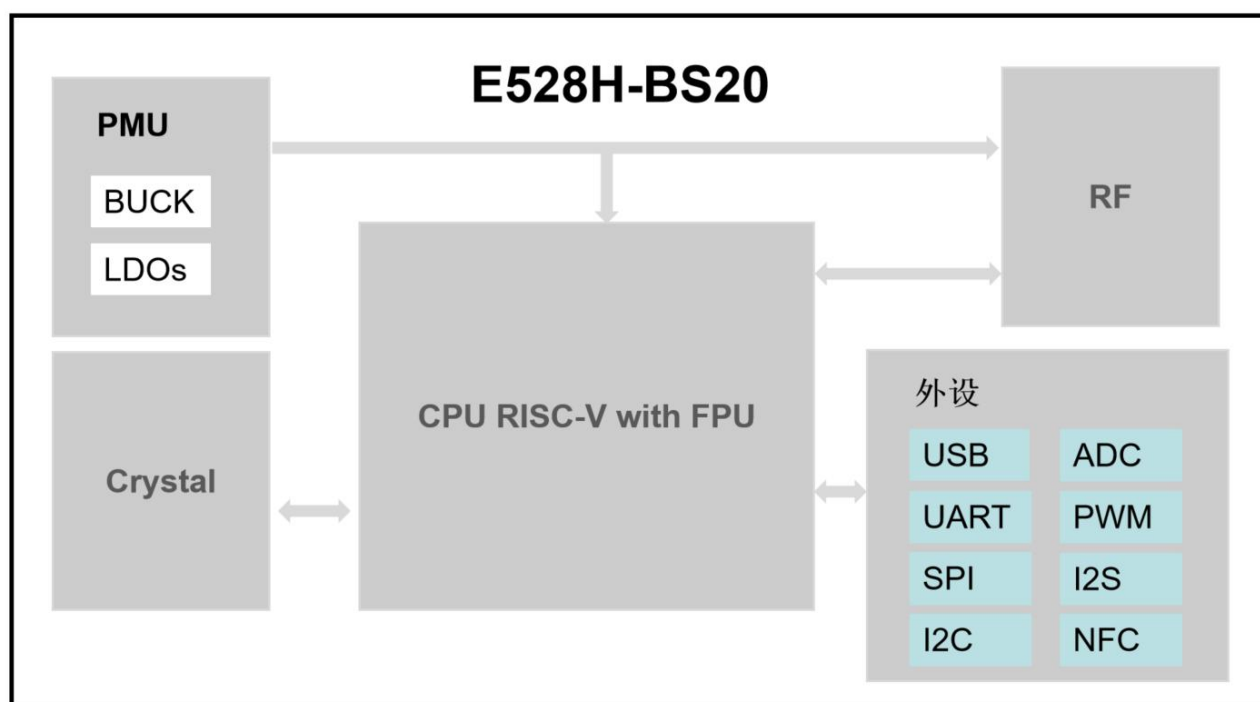 E528H-BS20
PMU
BUCK
LDOs
RF
CPU RISC-V with FPU
Crystal
外设
USB
ADC
UART
PWM
SPI
I2S
I2C
NFC